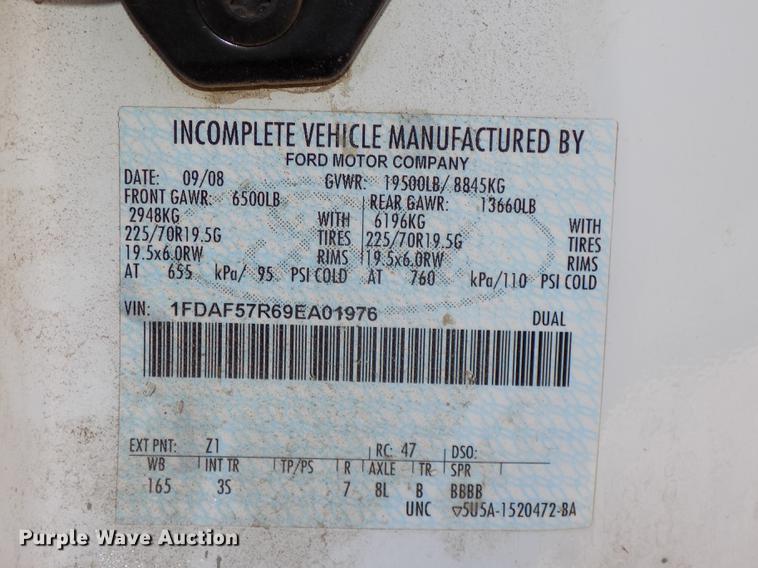 INCOMPLETE VEHICLE MANUFACTURED BY
FORD MOTOR COMPANY
DATE: 09/08 GVWR: 19500LB/ 8845KG
FRONT GAWR: 6500LB REAR GAWR: 13660LB
2948KG WITH 6196KG WITH
225/70R19.5G TIRES 225/70R19.5G TIRES
19.5x6.0RW RIMS 19.5x6.0RW RIMS
AT 655 kPa/ 95 PSI COLD AT 760 kPa/110 PSI COLD
VIN: 1FDAF57R69EA01976 DUAL
EXT PNT: Z1 RC: 47 DSO:
WB INT TR TP/PS R AXLE TR SPR
165 3S 7 8L B BBBB
UNC ▽5U5A-1520472-BA
Purple Wave Auction